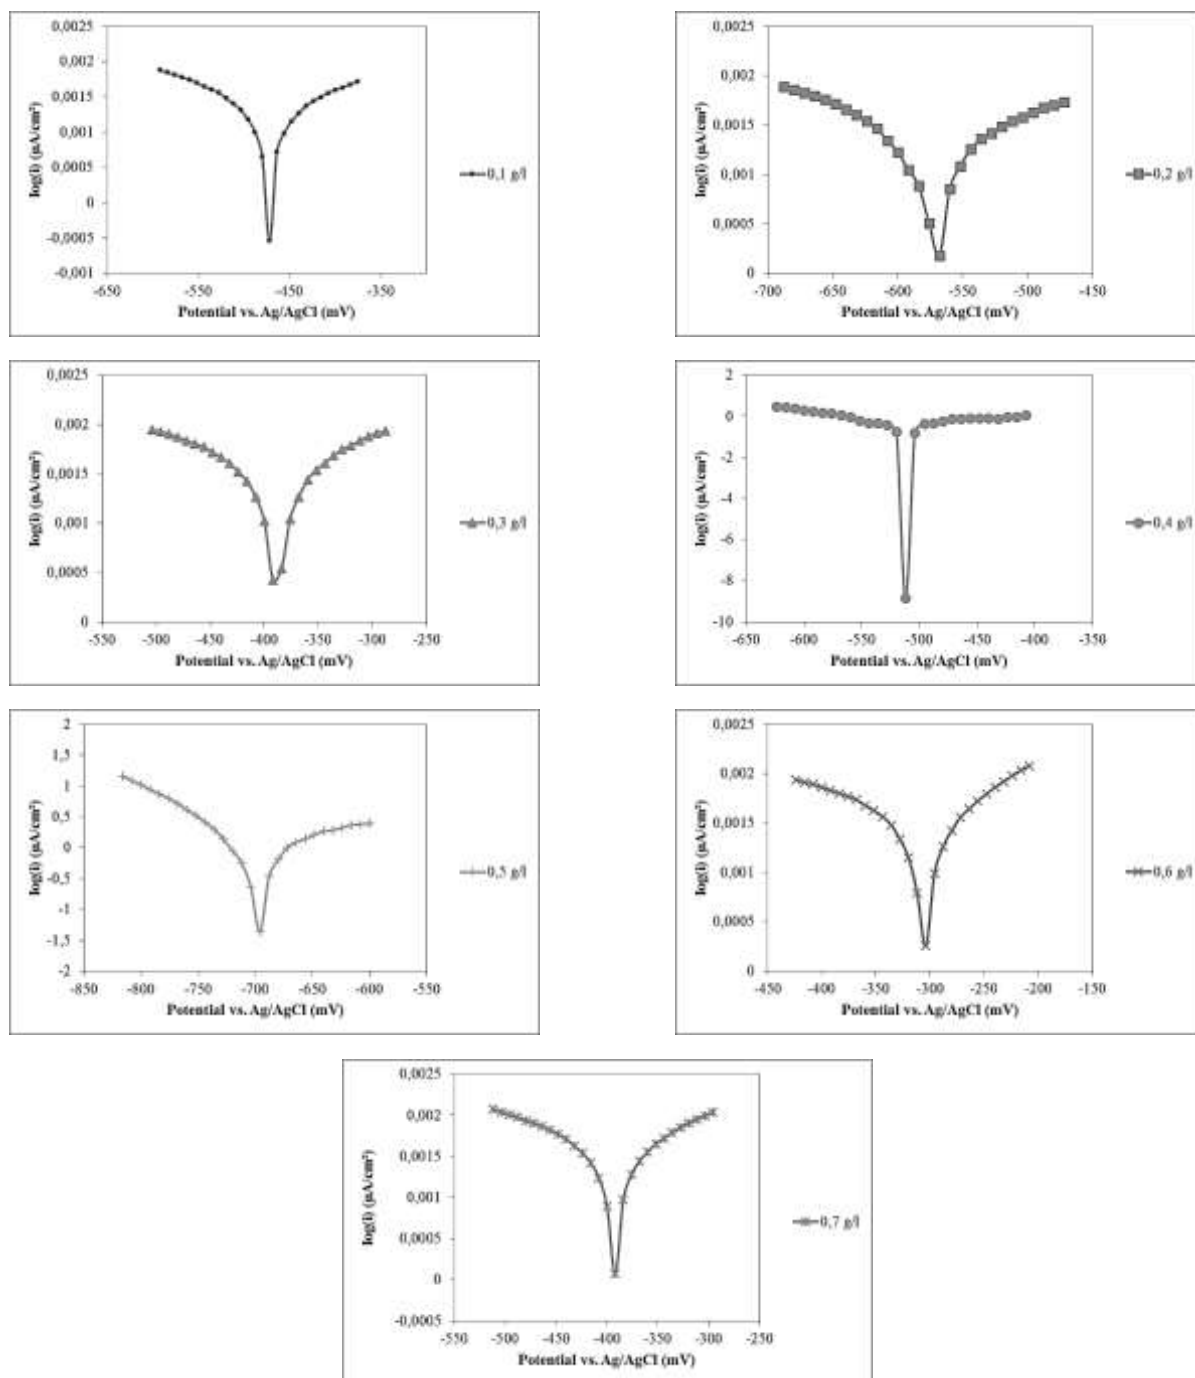 0,0025
0,002
0,0015
0,001
0,0005
0
-0,0005
-0,001
log(i) (µA/cm²)
-650 -550 -450 -350
Potential vs. Ag/AgCl (mV)
0,1 g/l
0,0025
0,002
0,0015
0,001
0,0005
0
log(i) (µA/cm²)
-700 -650 -600 -550 -500 -450
Potential vs. Ag/AgCl (mV)
0,2 g/l
0,0025
0,002
0,0015
0,001
0,0005
0
log(i) (µA/cm²)
-550 -500 -450 -400 -350 -300 -250
Potential vs. Ag/AgCl (mV)
0,3 g/l
2
0
-2
-4
-6
-8
-10
log(i) (µA/cm²)
-650 -600 -550 -500 -450 -400 -350
Potential vs. Ag/AgCl (mV)
0,4 g/l
2
1,5
1
0,5
0
-0,5
-1
-1,5
-2
log(i) (µA/cm²)
-850 -800 -750 -700 -650 -600 -550
Potential vs. Ag/AgCl (mV)
0,5 g/l
0,0025
0,002
0,0015
0,001
0,0005
0
log(i) (µA/cm²)
-450 -400 -350 -300 -250 -200 -150
Potential vs. Ag/AgCl (mV)
0,6 g/l
0,0025
0,002
0,0015
0,001
0,0005
0
-0,0005
log(i) (µA/cm²)
-550 -500 -450 -400 -350 -300 -250
Potential vs. Ag/AgCl (mV)
0,7 g/l